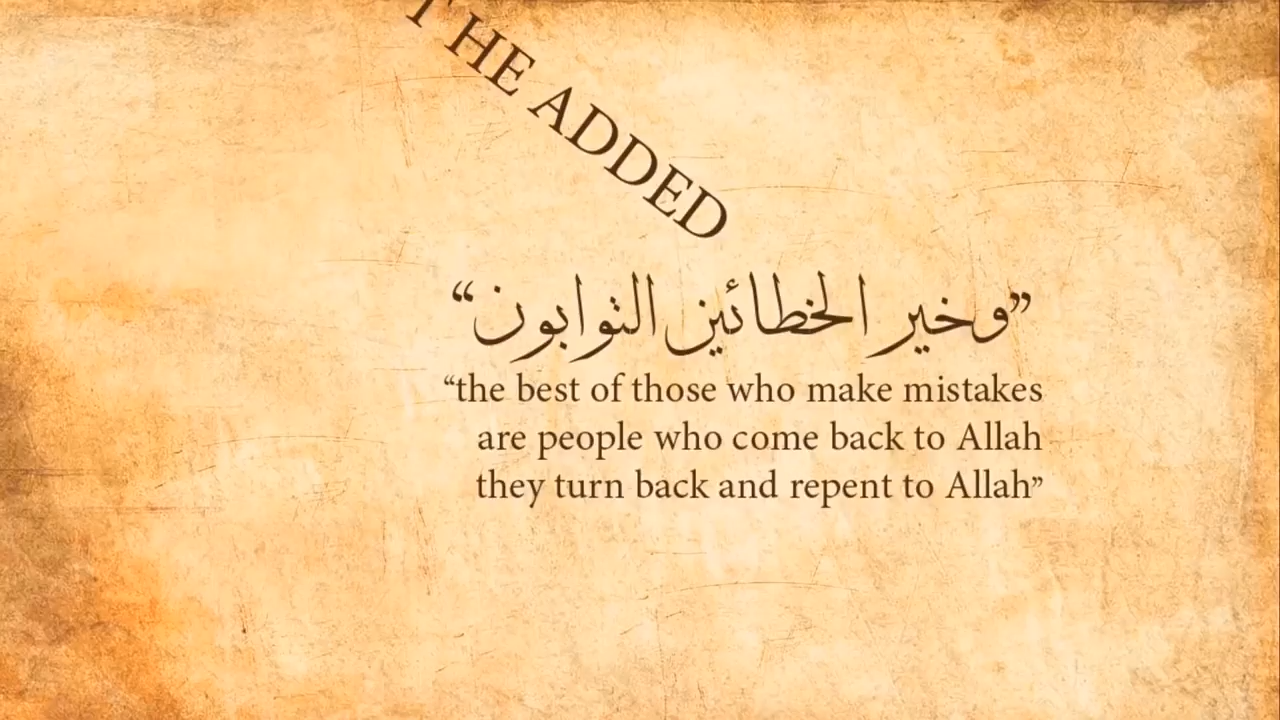 HE ADDED
”وخير الخطائين التوابون“
“the best of those who make mistakes
are people who come back to Allah
they turn back and repent to Allah”